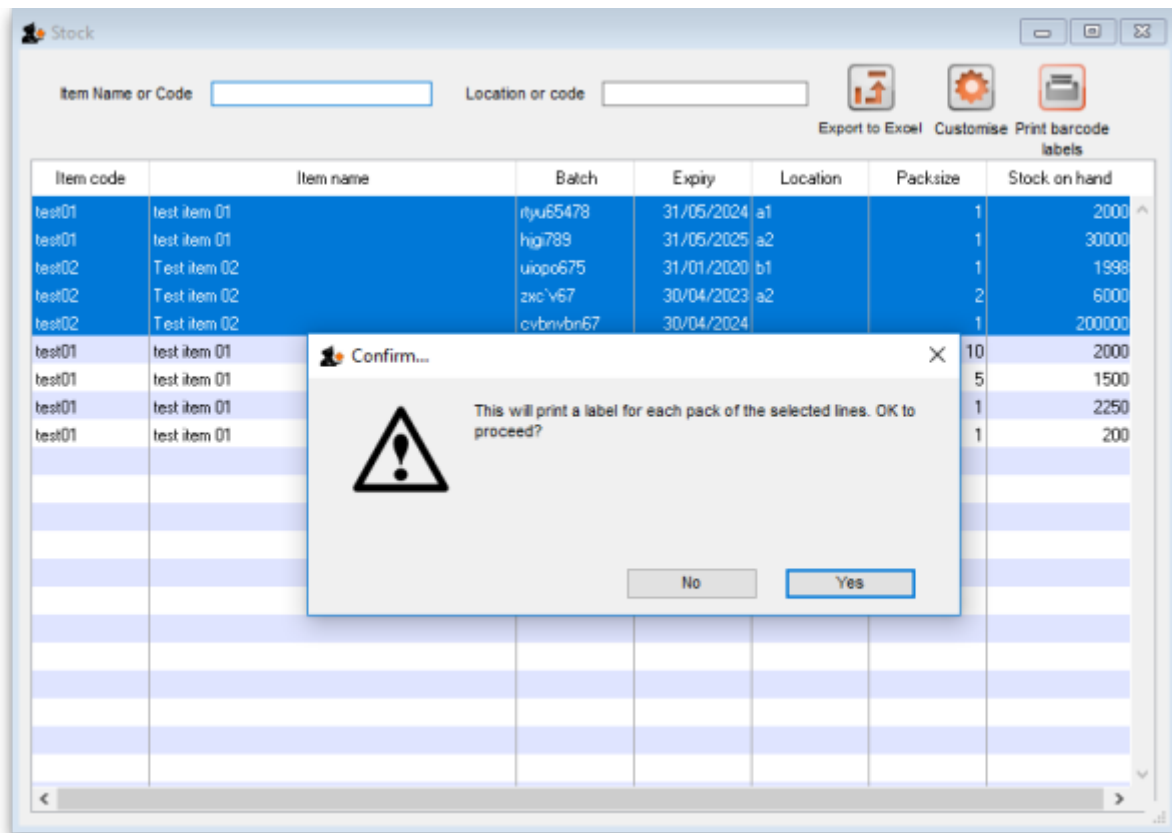 Stock
Item Name or Code Location or code
Export to Excel Customise Print barcode
labels
Item code Item name Batch Expiry Location Packsize Stock on hand
test01 test item 01 rtyu65478 31/05/2024 a1 1 2000
test01 test item 01 hjgi789 31/05/2025 a2 1 30000
test02 Test item 02 uiopo675 31/01/2020 b1 1 1998
test02 Test item 02 zxc`v67 30/04/2023 a2 2 6000
test02 Test item 02 cvbnvbn67 30/04/2024 1 200000
test01 test item 01 10 2000
test01 test item 01 5 1500
test01 test item 01 1 2250
test01 test item 01 1 200
Confirm...
This will print a label for each pack of the selected lines. OK to
proceed?
No Yes